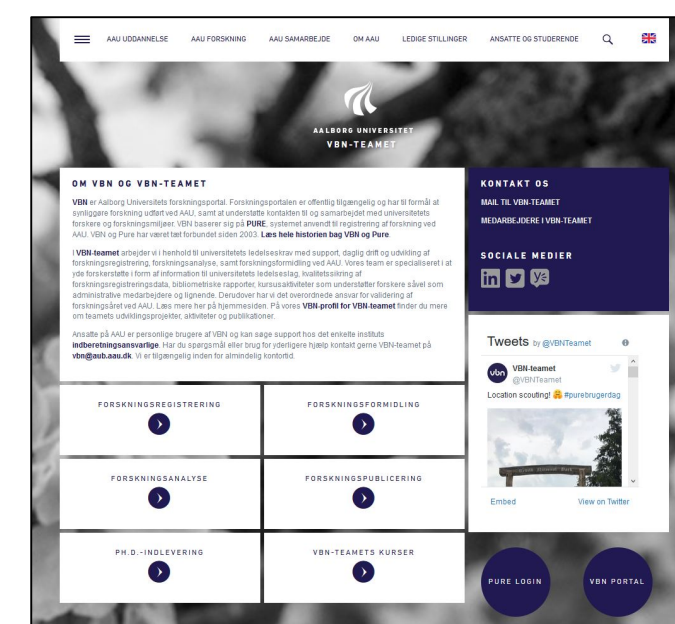 AAU UDDANNELSE AAU FORSKNING AAU SAMARBEJDE OM AAU LEDIGE STILLINGER ANSATTE OG STUDERENDE
AALBORG UNIVERSITET
VBN-TEAMET
OM VBN OG VBN-TEAMET
VBN er Aalborg Universitets forskningsportal. Forskningsportalen er offentlig tilgængelig og har til formål at
synliggøre forskning udført ved AAU, samt at understøtte kontakten til og samarbejdet med universitetets
forskere og forskningsmiljøer. VBN baserer sig på PURE, systemet anvendt til registrering af forskning ved
AAU. VBN og Pure har været tæt forbundet siden 2003. Læs hele historien bag VBN og Pure.
I VBN-teamet arbejder vi i henhold til universitetets ledelseskrav med support, daglig drift og udvikling af
forskningsregistrering, forskningsanalyse, samt forskningsformidling ved AAU. Vores team er specialiseret i at
yde forskerstøtte i form af information til universitetets ledelseslag, kvalitetssikring af
forskningsregistreringsdata, bibliometriske rapporter, kursusaktiviteter som understøtter forskere såvel som
administrative medarbejdere og lignende. Derudover har vi det overordnede ansvar for validering af
forskningsåret ved AAU. Læs mere her på hjemmesiden. På vores VBN-profil for VBN-teamet finder du mere
om teamets udviklingsprojekter, aktiviteter og publikationer.
Ansatte på AAU er personlige brugere af VBN og kan søge support hos det enkelte instituts
indberetningsansvarlige. Har du spørgsmål eller brug for yderligere hjælp kontakt gerne VBN-teamet på
vbn@aub.aau.dk. Vi er tilgængelig inden for almindelig kontortid.
FORSKNINGSREGISTRERING
FORSKNINGSFORMIDLING
FORSKNINGSANALYSE
FORSKNINGSPUBLICERING
PH.D.-INDLEVERING
VBN-TEAMETS KURSER
KONTAKT OS
MAIL TIL VBN-TEAMET
MEDARBEJDERE I VBN-TEAMET
SOCIALE MEDIER
in
Tweets by @VBNTeamet
vbn
VBN-teamet
@VBNTeamet
Location scouting! #purebrugerdag
Embed View on Twitter
PURE LOGIN
VBN PORTAL